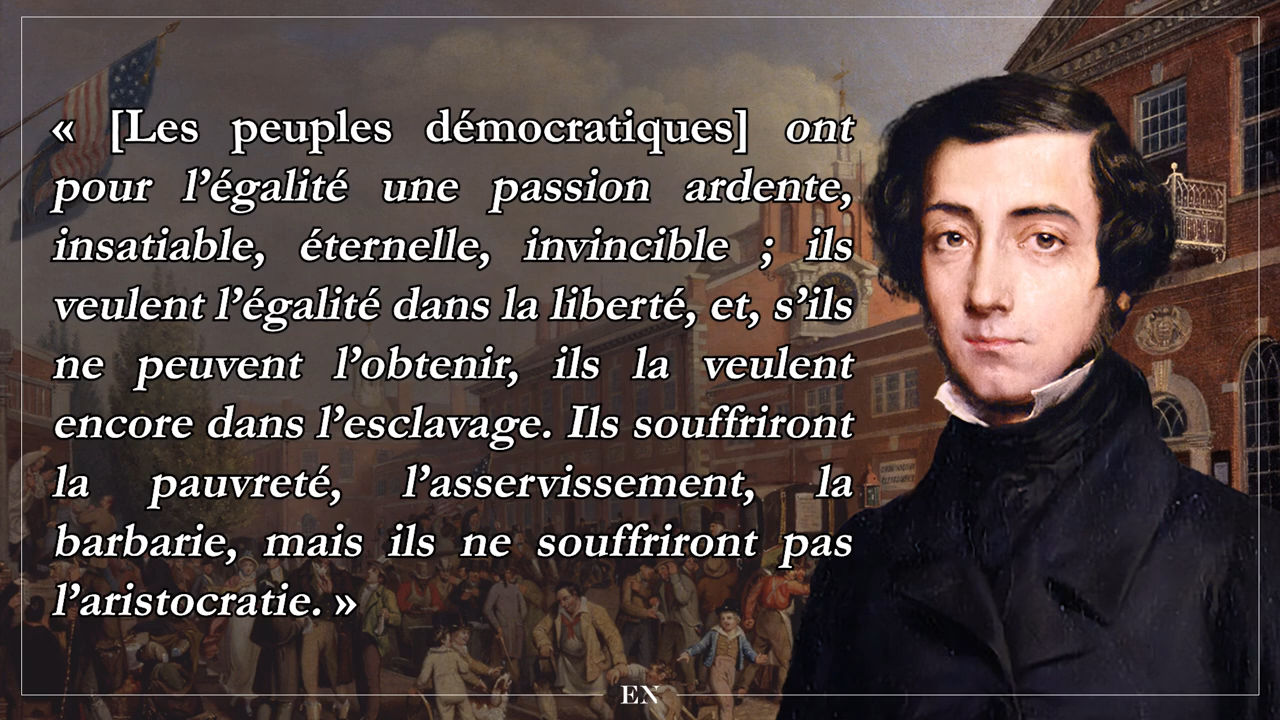 « [Les peuples démocratiques] ont
pour l’égalité une passion ardente,
insatiable, éternelle, invincible ; ils
veulent l’égalité dans la liberté, et, s’ils
ne peuvent l’obtenir, ils la veulent
encore dans l’esclavage. Ils souffriront
la pauvreté, l’asservissement, la
barbarie, mais ils ne souffriront pas
l’aristocratie. »
EN